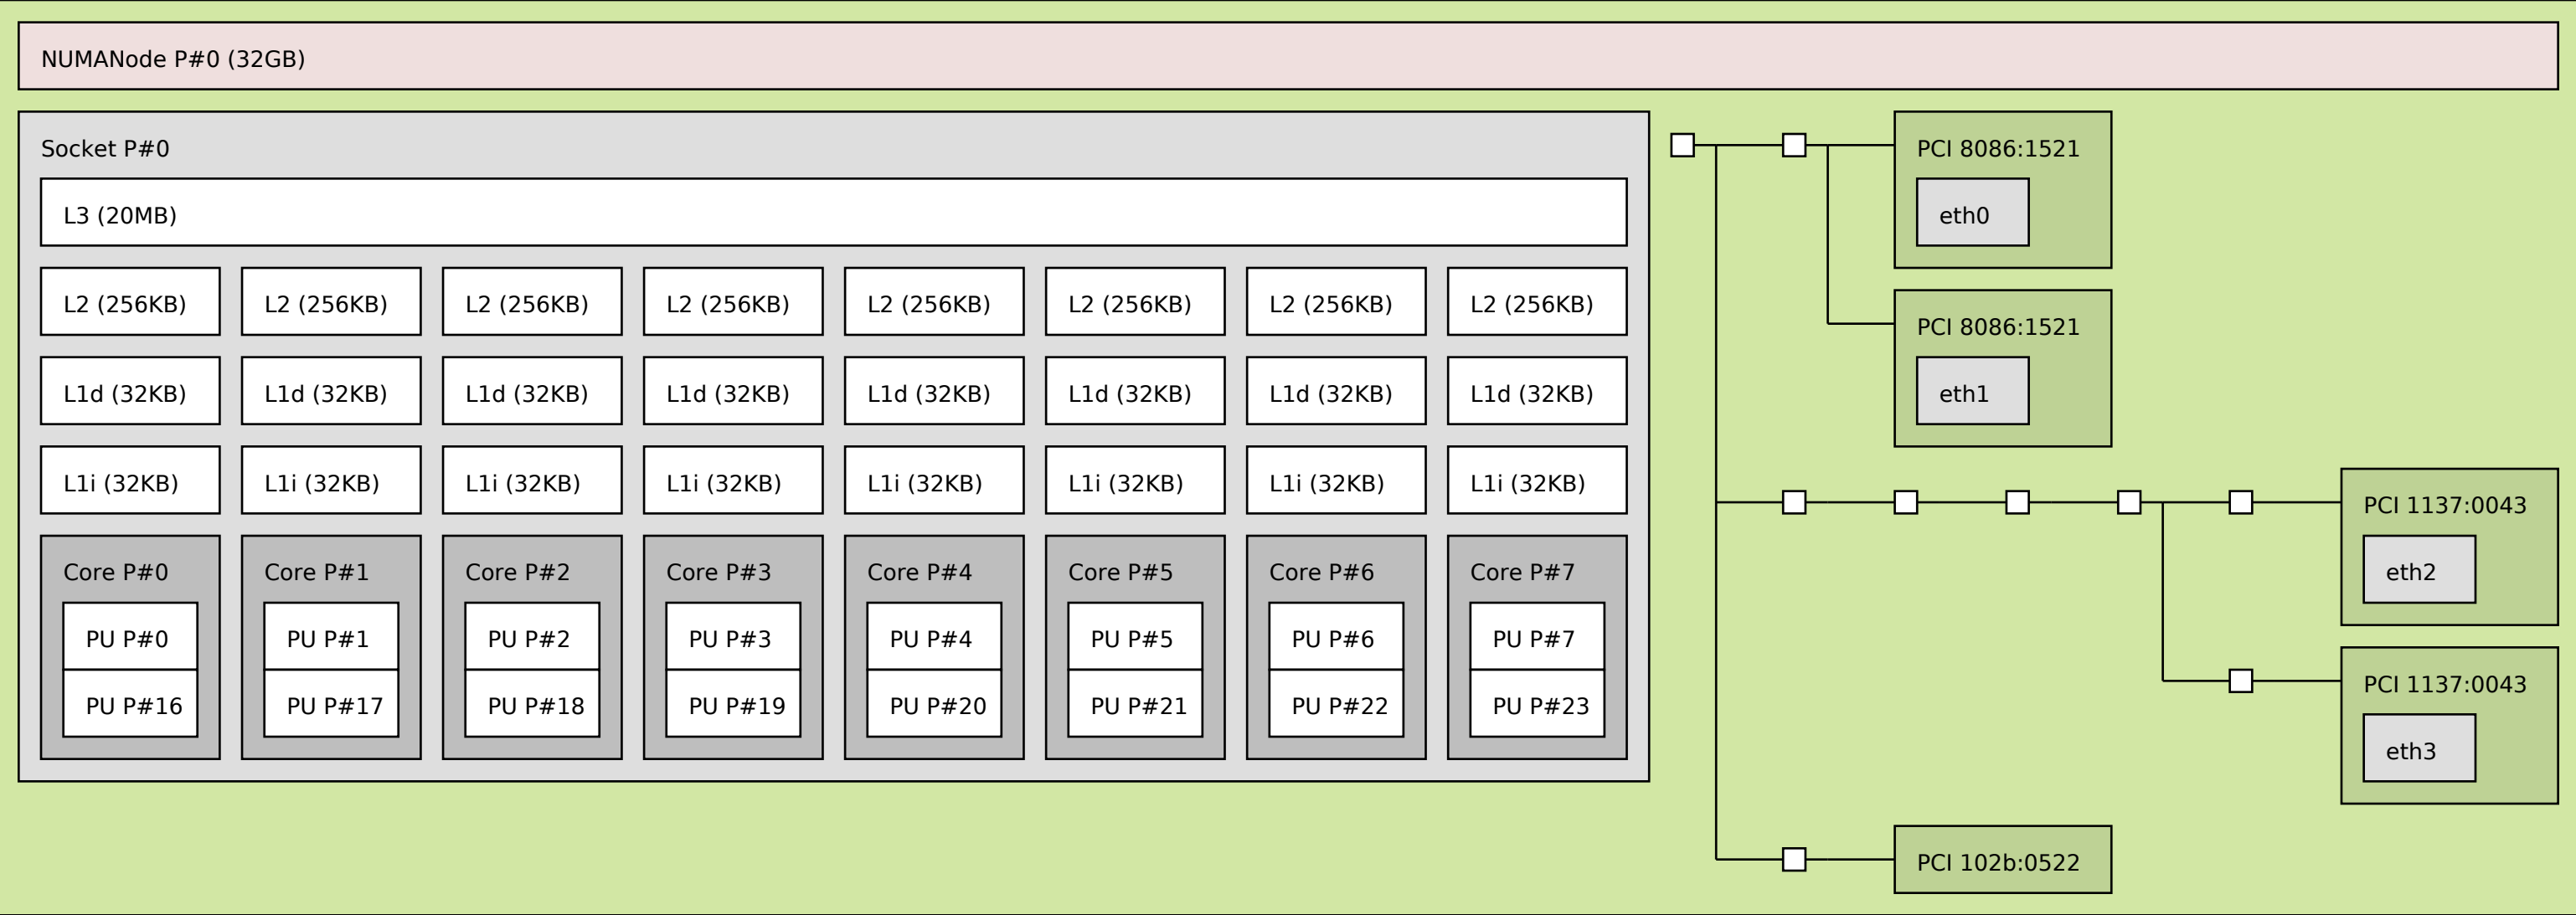 NUMANode P#0 (32GB)
Socket P#0
L3 (20MB)
L2 (256KB) L2 (256KB) L2 (256KB) L2 (256KB) L2 (256KB) L2 (256KB) L2 (256KB) L2 (256KB)
L1d (32KB) L1d (32KB) L1d (32KB) L1d (32KB) L1d (32KB) L1d (32KB) L1d (32KB) L1d (32KB)
L1i (32KB) L1i (32KB) L1i (32KB) L1i (32KB) L1i (32KB) L1i (32KB) L1i (32KB) L1i (32KB)
Core P#0 Core P#1 Core P#2 Core P#3 Core P#4 Core P#5 Core P#6 Core P#7
PU P#0 PU P#1 PU P#2 PU P#3 PU P#4 PU P#5 PU P#6 PU P#7
PU P#16 PU P#17 PU P#18 PU P#19 PU P#20 PU P#21 PU P#22 PU P#23
PCI 8086:1521
eth0
PCI 8086:1521
eth1
PCI 1137:0043
eth2
PCI 1137:0043
eth3
PCI 102b:0522